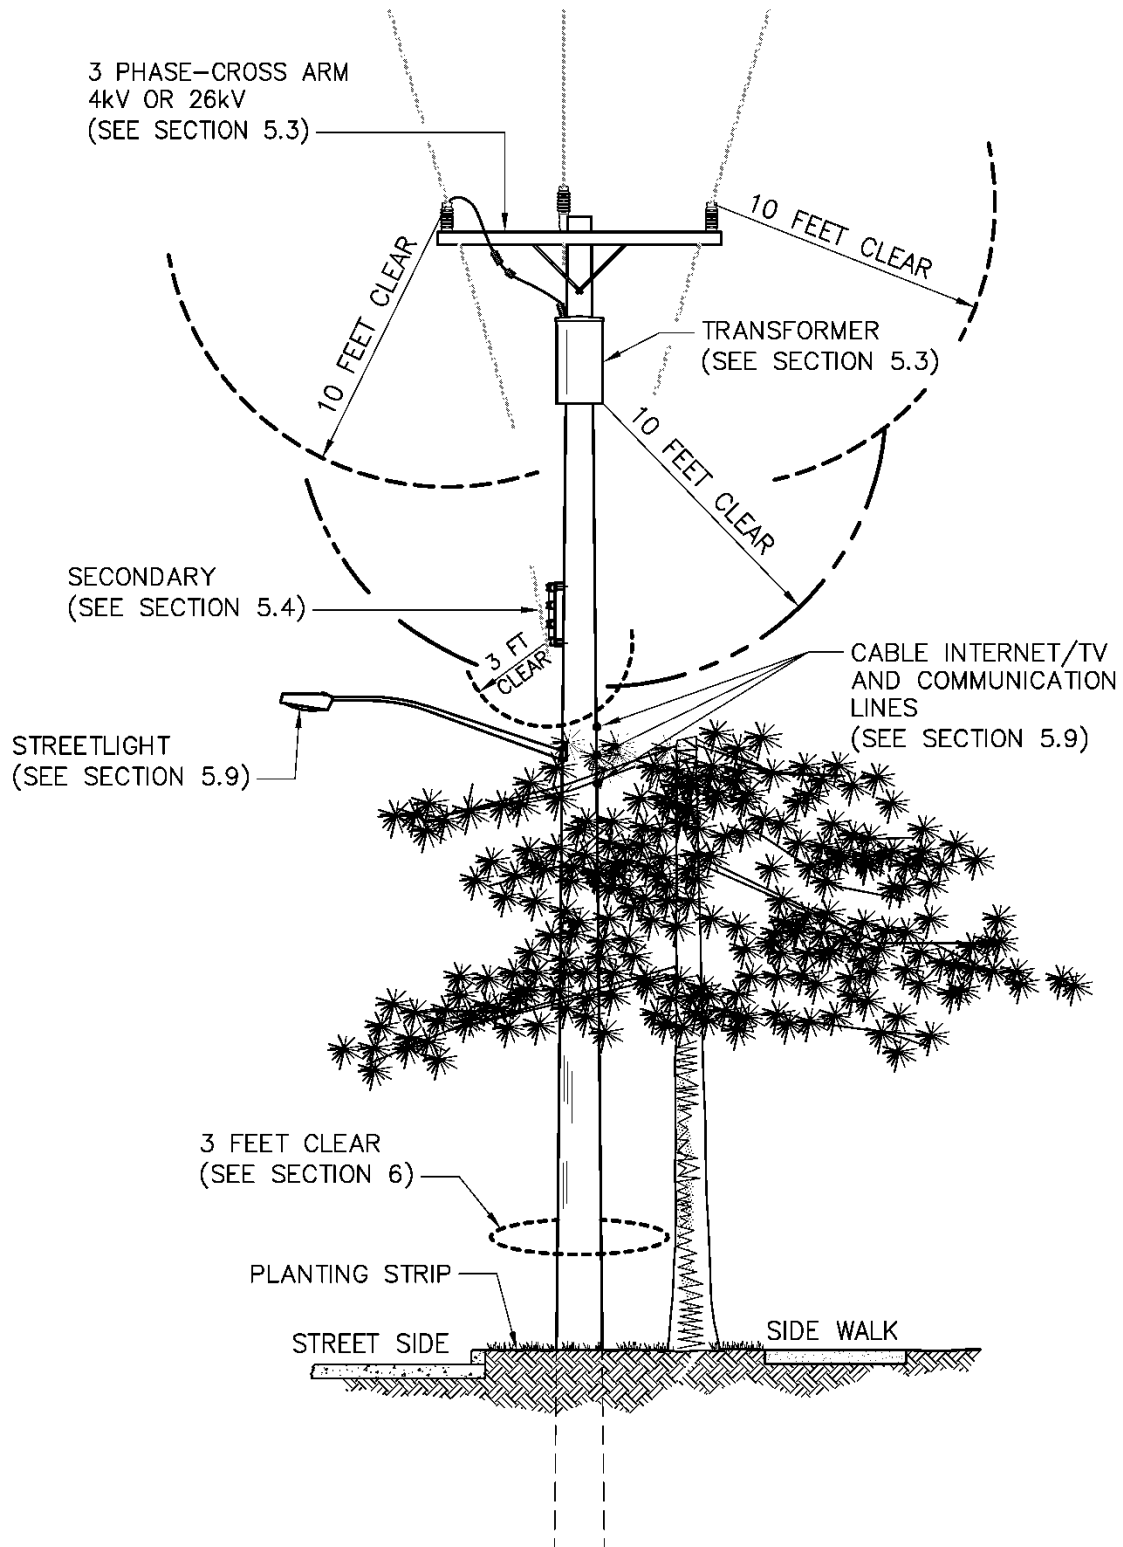 3 PHASE-CROSS ARM
4kV OR 26kV
(SEE SECTION 5.3)
10 FEET CLEAR
10 FEET CLEAR
TRANSFORMER
(SEE SECTION 5.3)
10 FEET CLEAR
SECONDARY
(SEE SECTION 5.4)
3 FT
CLEAR
CABLE INTERNET/TV
AND COMMUNICATION
LINES
(SEE SECTION 5.9)
STREETLIGHT
(SEE SECTION 5.9)
3 FEET CLEAR
(SEE SECTION 6)
PLANTING STRIP
STREET SIDE
SIDE WALK